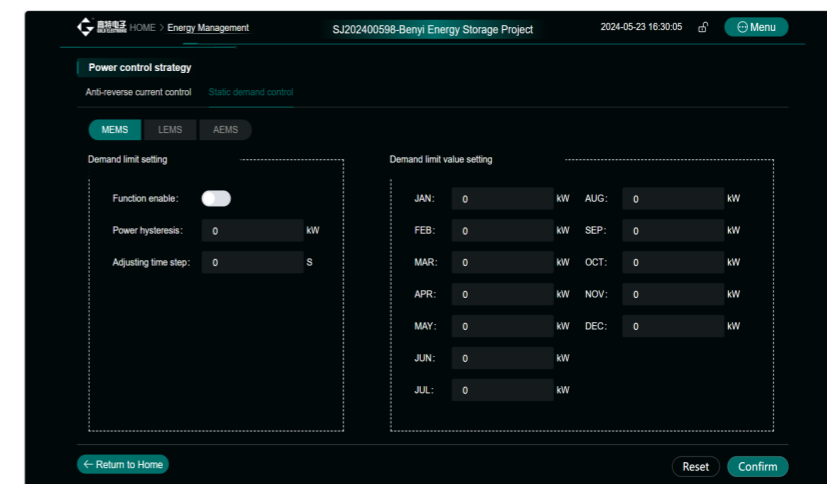 高特电子 HOME > Energy Management SJ202400598-Benyi Energy Storage Project 2024-05-23 16:30:05 Menu
Power control strategy
Anti-reverse current control Static demand control
MEMS LEMS AEMS
Demand limit setting Demand limit value setting
Function enable: JAN: 0 kW AUG: 0 kW
Power hysteresis: 0 kW FEB: 0 kW SEP: 0 kW
Adjusting time step: 0 S MAR: 0 kW OCT: 0 kW
APR: 0 kW NOV: 0 kW
MAY: 0 kW DEC: 0 kW
JUN: 0 kW
JUL: 0 kW
← Return to Home Reset Confirm